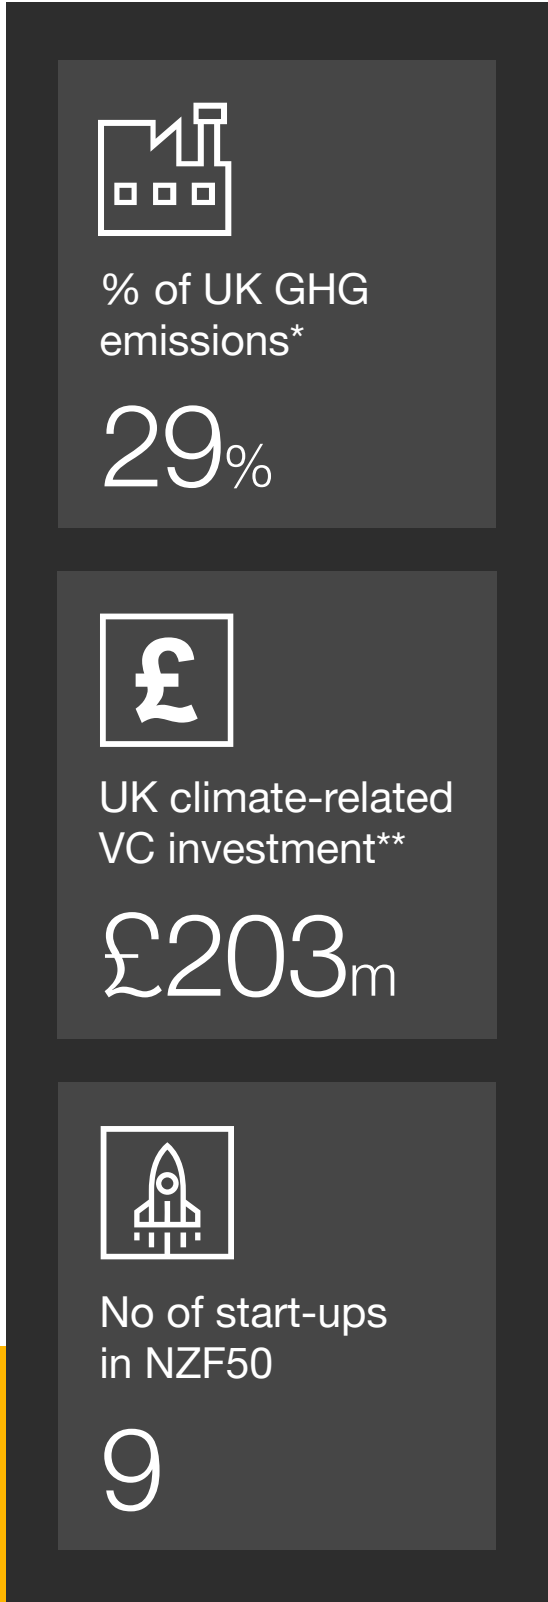 % of UK GHG
emissions*
29%
£
UK climate-related
VC investment**
£203m
No of start-ups
in NZF50
9